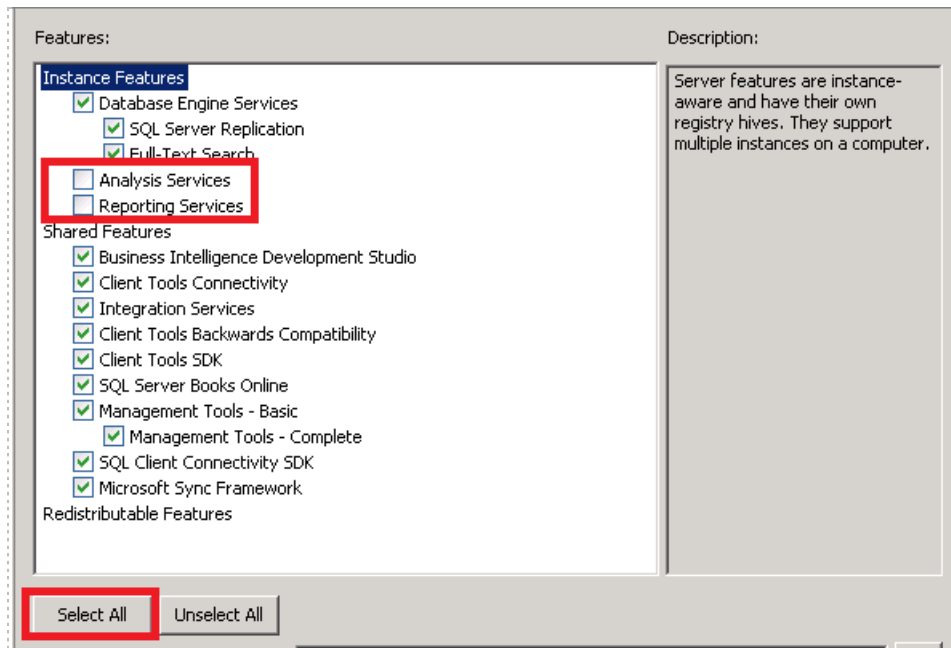 Features:
Instance Features
Database Engine Services
SQL Server Replication
Full-Text Search
Analysis Services
Reporting Services
Shared Features
Business Intelligence Development Studio
Client Tools Connectivity
Integration Services
Client Tools Backwards Compatibility
Client Tools SDK
SQL Server Books Online
Management Tools - Basic
Management Tools - Complete
SQL Client Connectivity SDK
Microsoft Sync Framework
Redistributable Features
Select All Unselect All
Description:
Server features are instance-
aware and have their own
registry hives. They support
multiple instances on a computer.